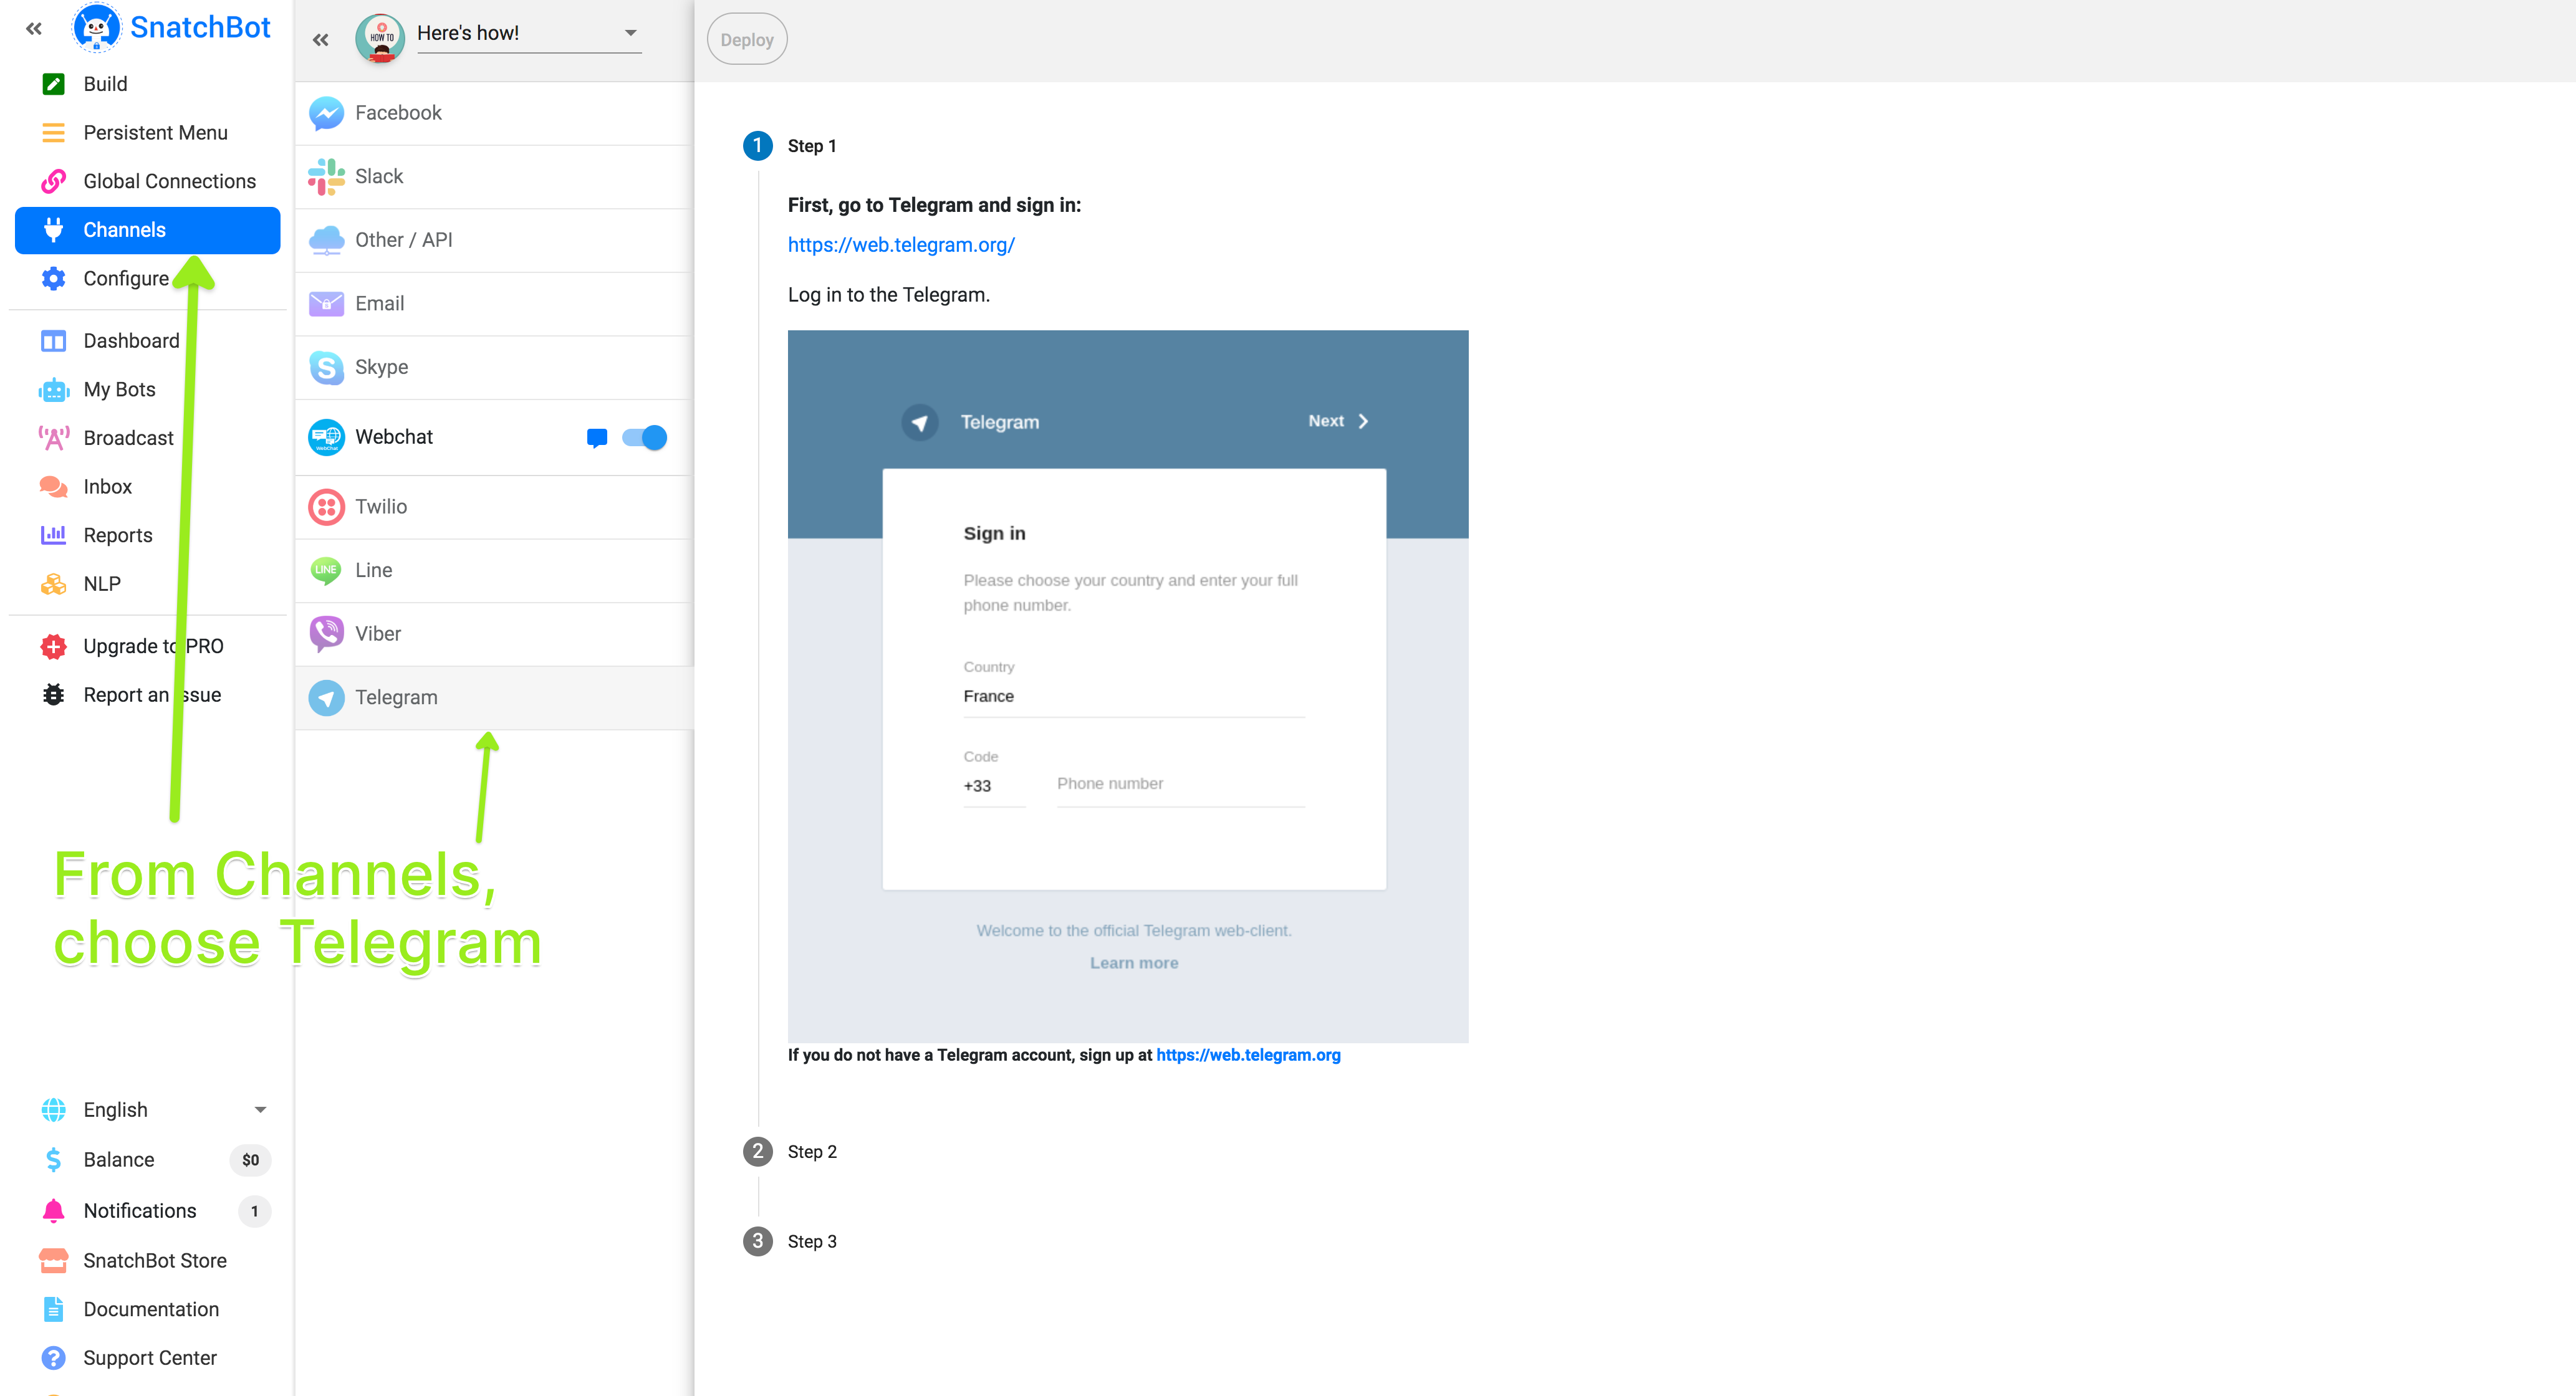 SnatchBot
Build
Persistent Menu
Global Connections
Channels
Configure
Dashboard
My Bots
Broadcast
Inbox
Reports
NLP
Upgrade to PRO
Report an issue
English
Balance
$0
Notifications
1
SnatchBot Store
Documentation
Support Center
HOW TO
Here's how!
Facebook
Slack
Other / API
Email
Skype
WebChat
Webchat
Twilio
LINE
Line
Viber
Telegram
From Channels,
choose Telegram
Deploy
1
Step 1
First, go to Telegram and sign in:
https://web.telegram.org/
Log in to the Telegram.
Telegram
Next
Sign in
Please choose your country and enter your full
phone number.
Country
France
Code
+33
Phone number
Welcome to the official Telegram web-client.
Learn more
If you do not have a Telegram account, sign up at https://web.telegram.org
2
Step 2
3
Step 3